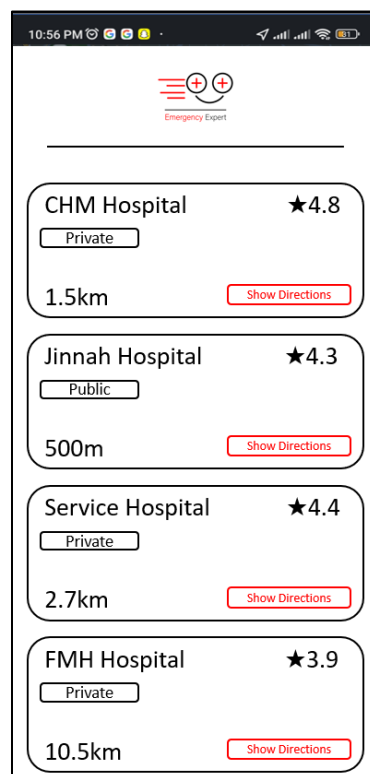 10:56 PM
81
Emergency Expert
CHM Hospital ★4.8
Private
1.5km Show Directions
Jinnah Hospital ★4.3
Public
500m Show Directions
Service Hospital ★4.4
Private
2.7km Show Directions
FMH Hospital ★3.9
Private
10.5km Show Directions